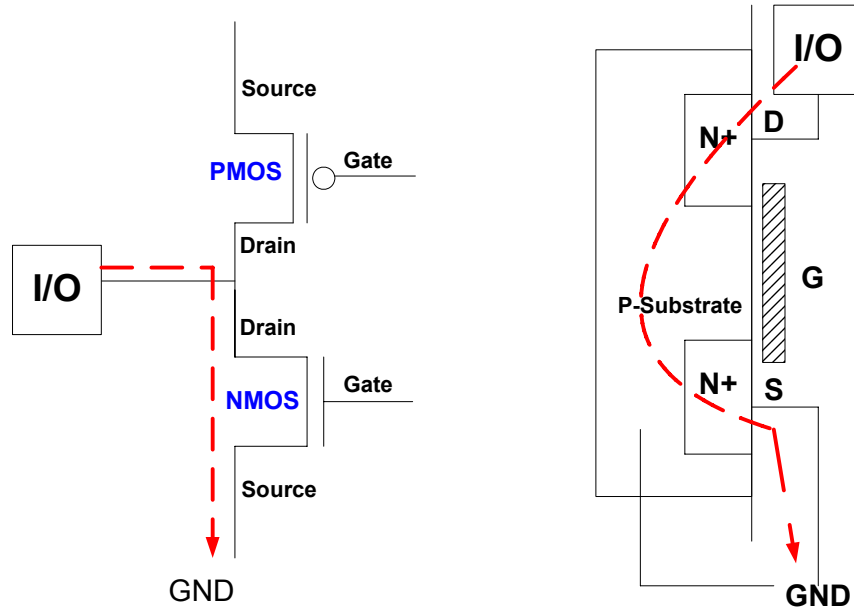 Source
PMOS
Gate
Drain
I/O
Drain
NMOS
Gate
Source
GND
I/O
D
N+
G
P-Substrate
N+
S
GND